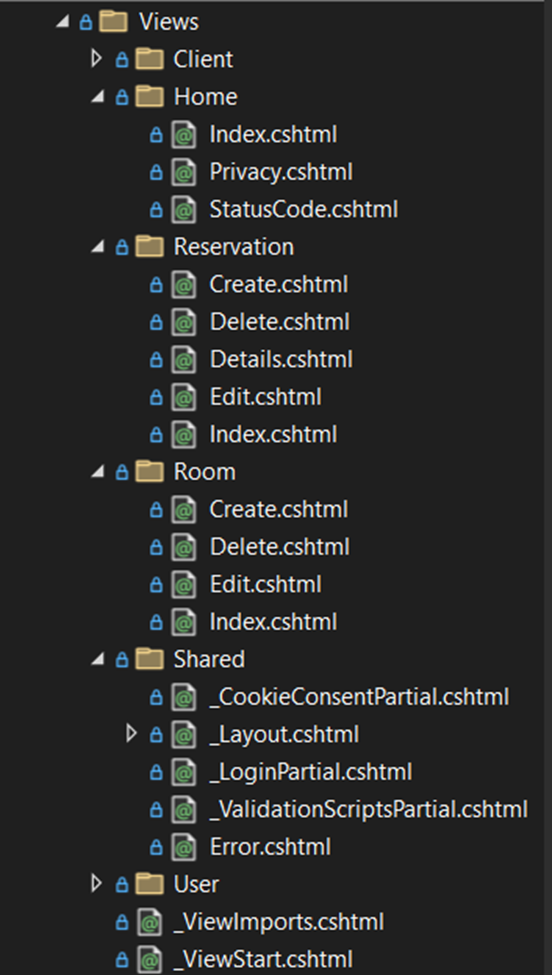 Views
Client
Home
Index.cshtml
Privacy.cshtml
StatusCode.cshtml
Reservation
Create.cshtml
Delete.cshtml
Details.cshtml
Edit.cshtml
Index.cshtml
Room
Create.cshtml
Delete.cshtml
Edit.cshtml
Index.cshtml
Shared
_CookieConsentPartial.cshtml
_Layout.cshtml
_LoginPartial.cshtml
_ValidationScriptsPartial.cshtml
Error.cshtml
User
_ViewImports.cshtml
_ViewStart.cshtml